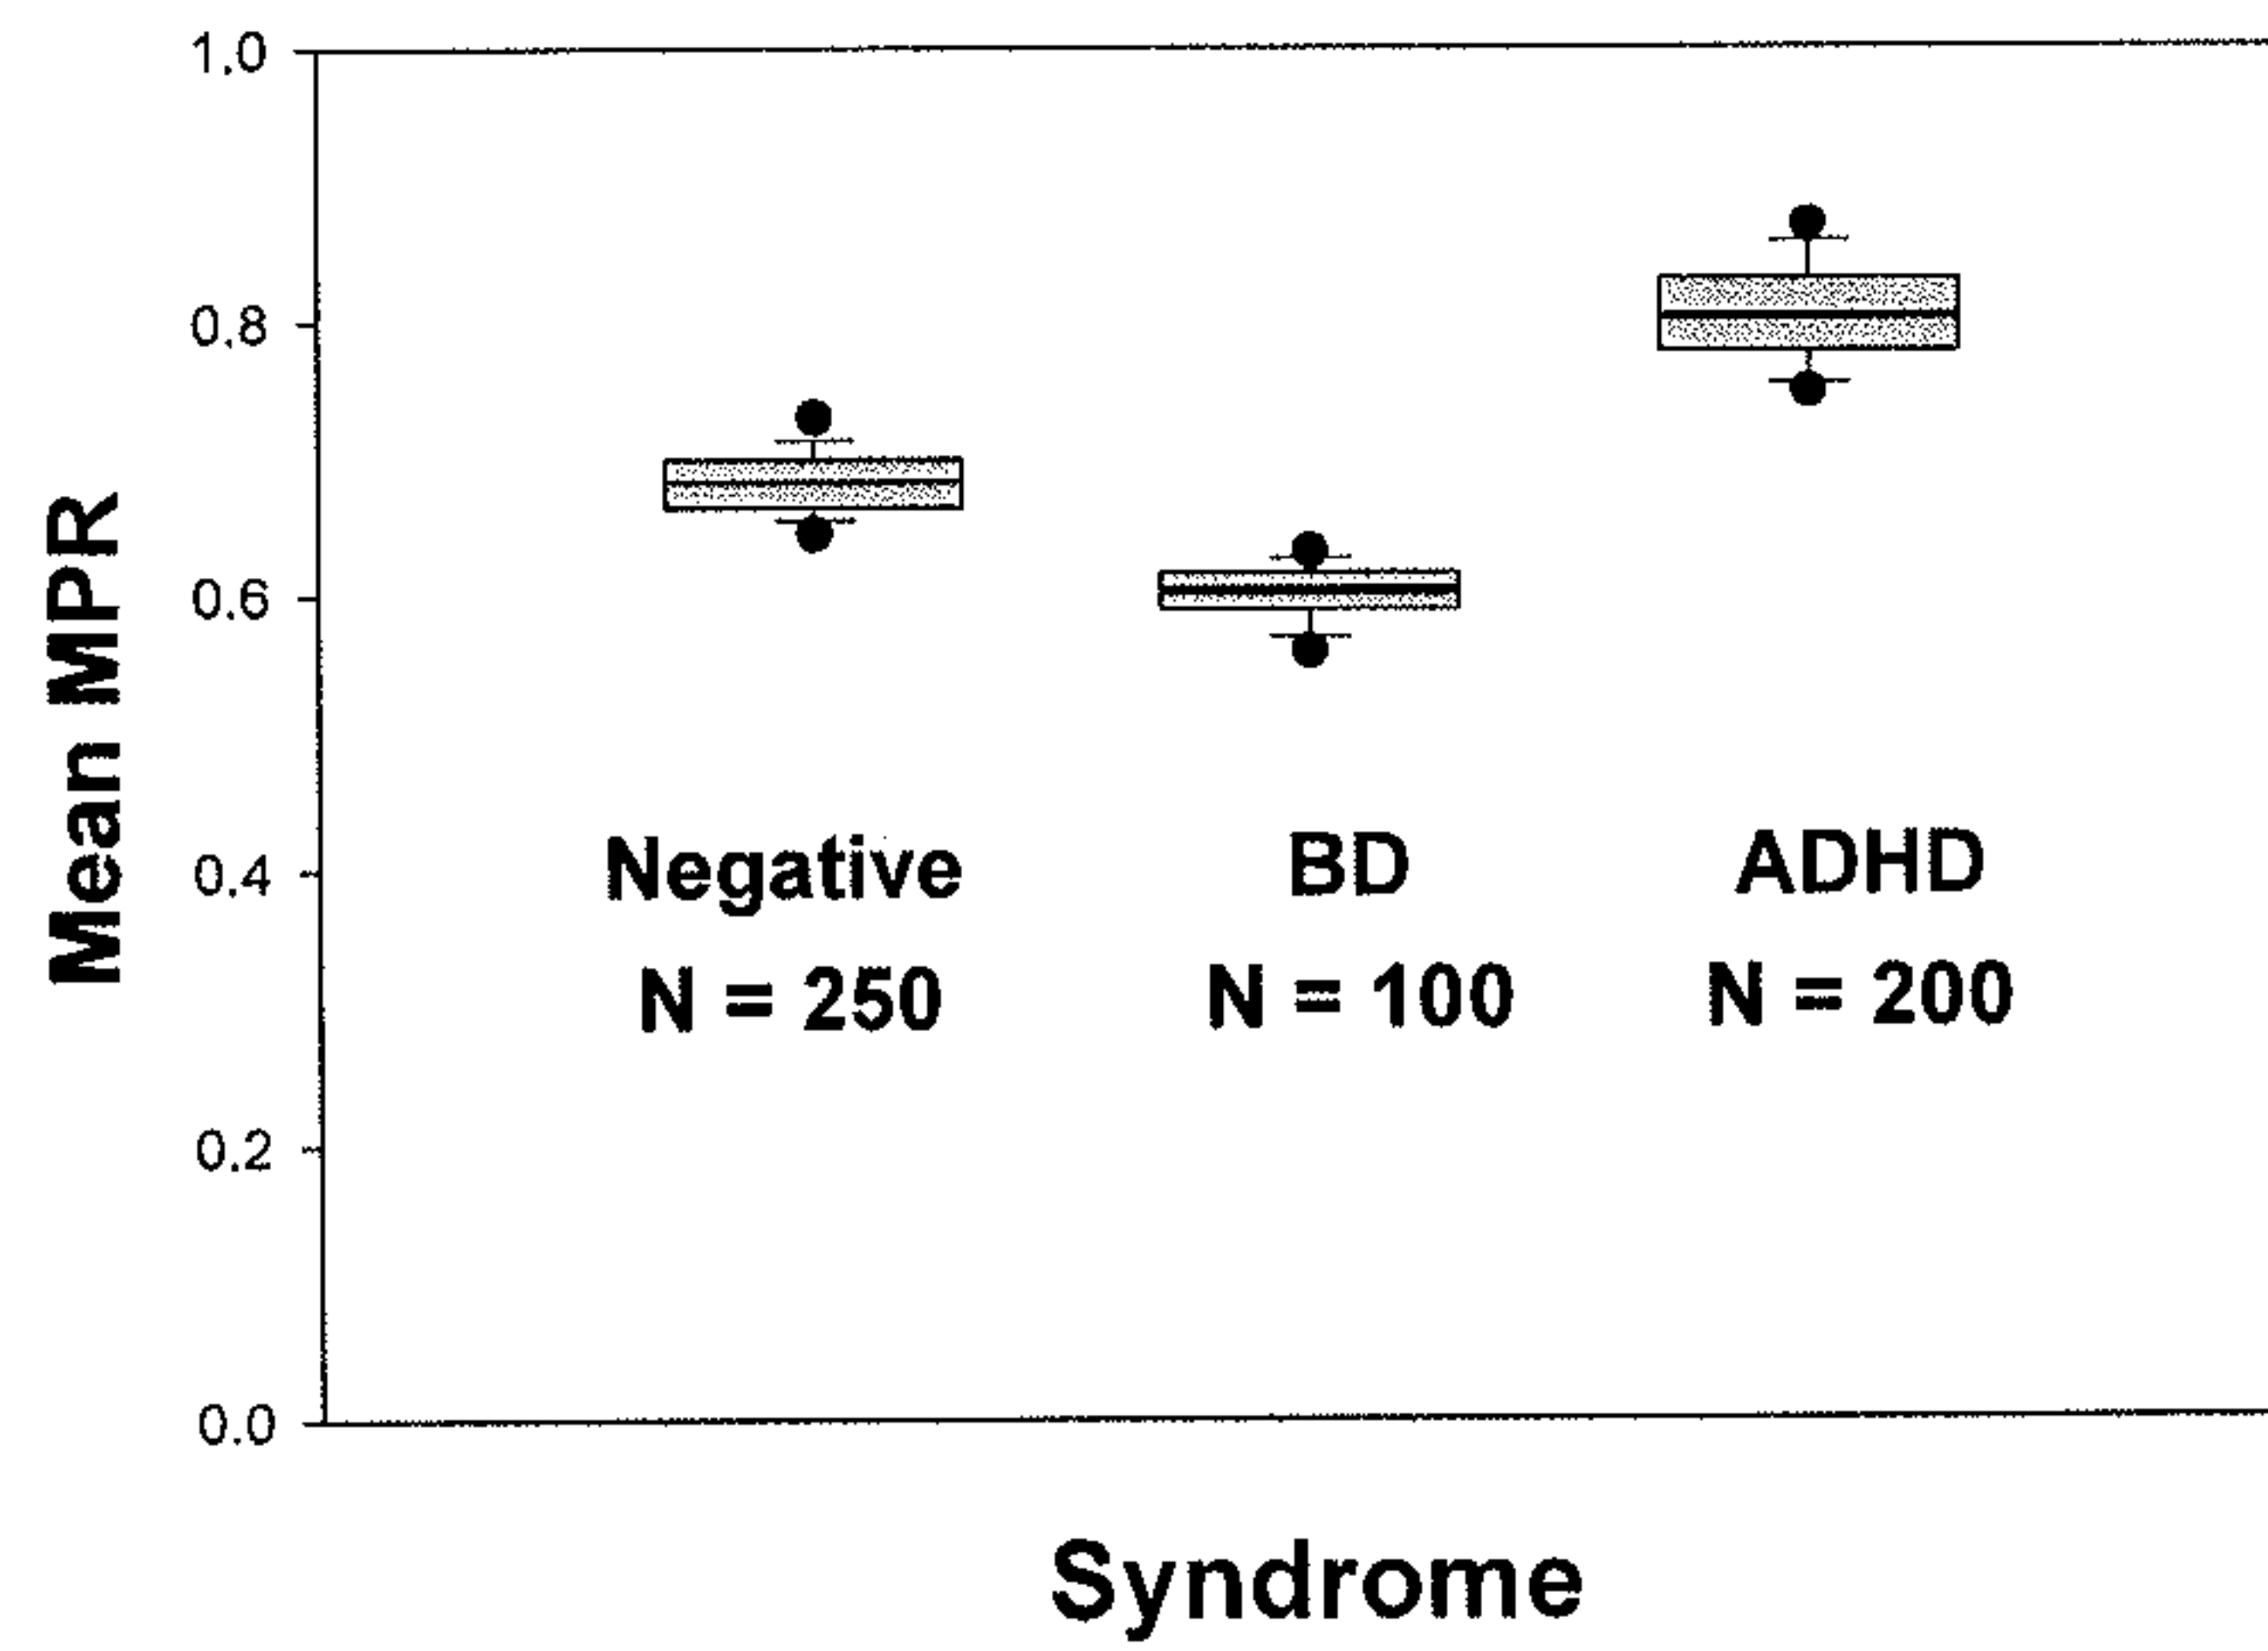 1.0
0.8
0.6
0.4
0.2
0.0
Mean MPR
Negative
N = 250
BD
N = 100
ADHD
N = 200
Syndrome